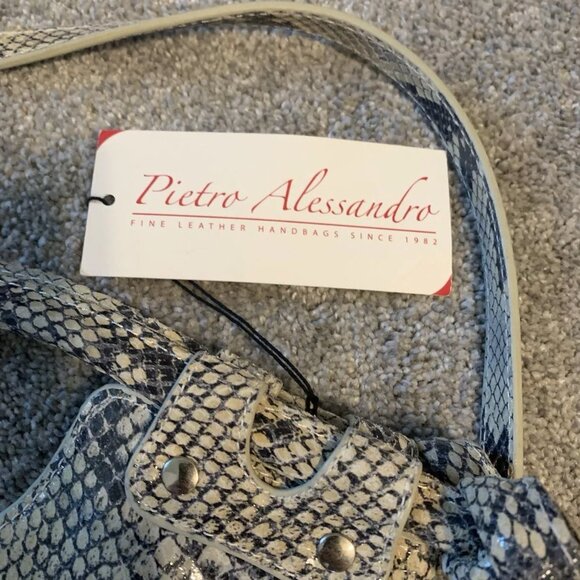 Pietro Alessandro
FINE LEATHER HANDBAGS SINCE 1982